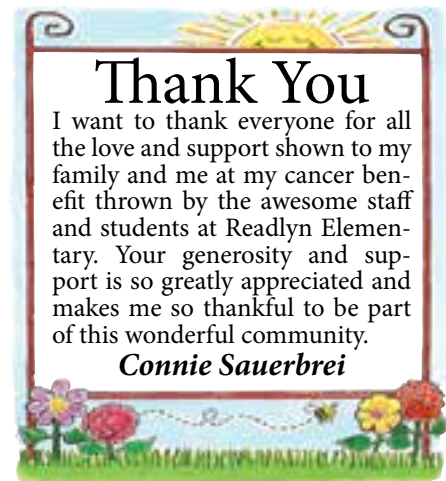 Thank You
I want to thank everyone for all
the love and support shown to my
family and me at my cancer ben-
efit thrown by the awesome staff
and students at Readlyn Elemen-
tary. Your generosity and sup-
port is so greatly appreciated and
makes me so thankful to be part
of this wonderful community.
Connie Sauerbrei